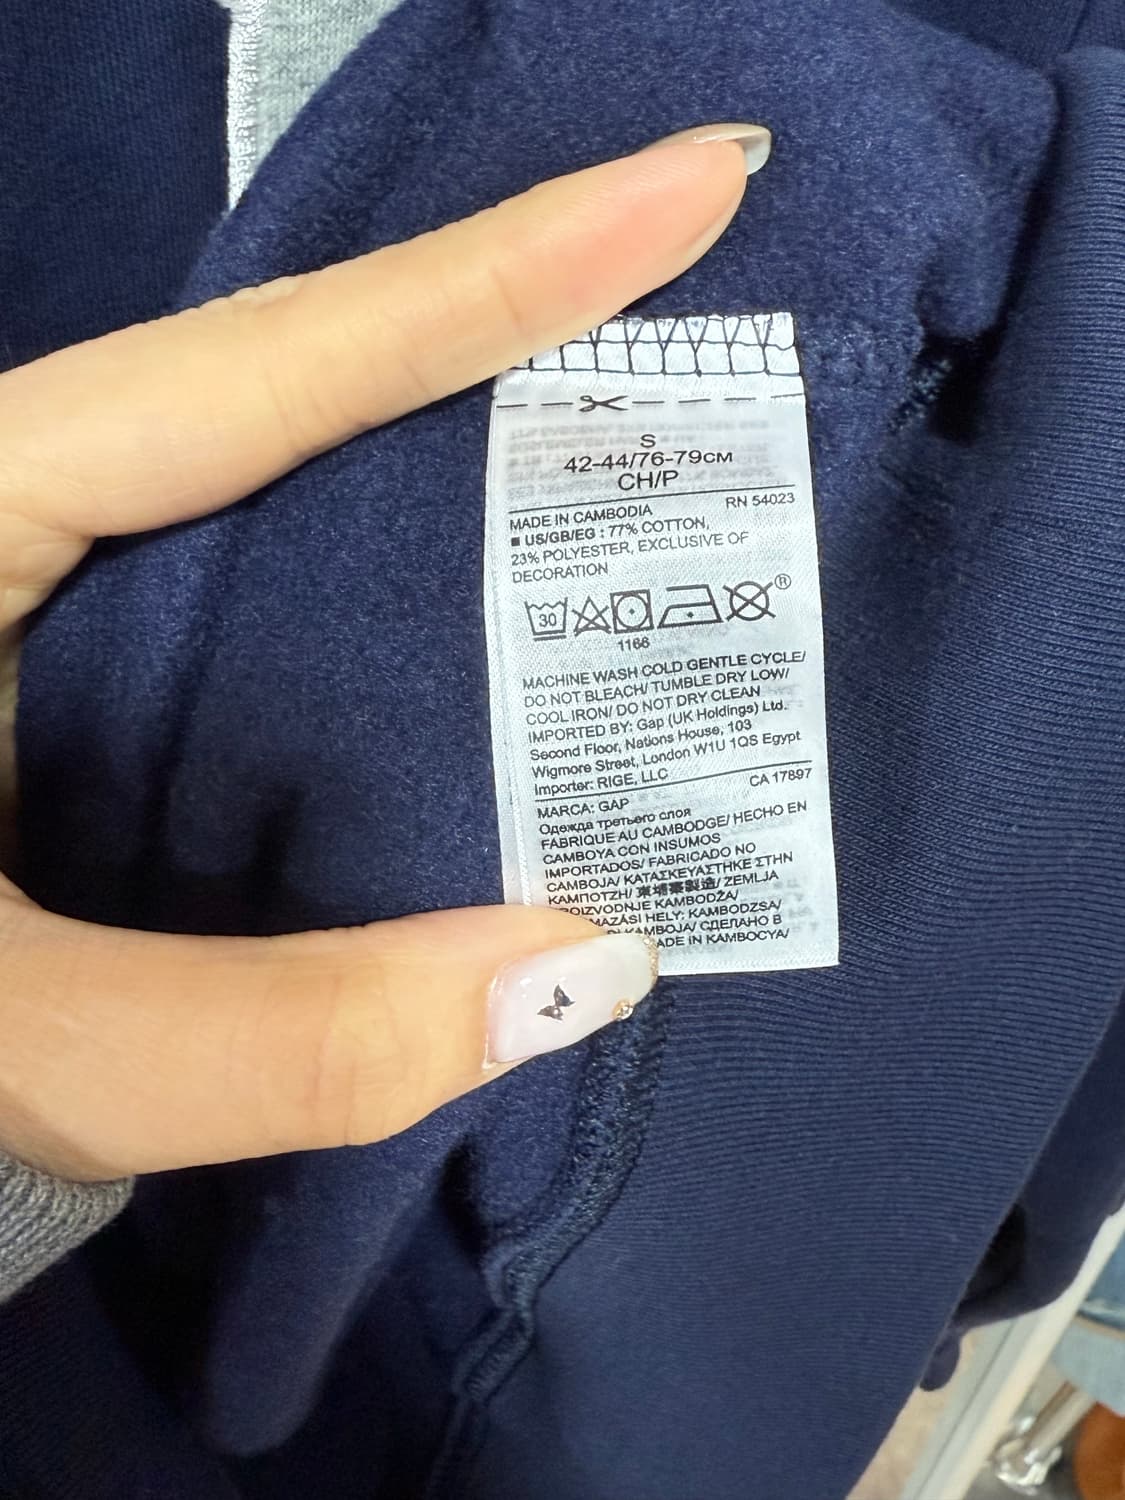 S
42-44/76-79CM
CH/P
RN 54023
MADE IN CAMBODIA
■ US/GB/EG : 77% COTTON,
23% POLYESTER, EXCLUSIVE OF
DECORATION
30
®
1166
MACHINE WASH COLD GENTLE CYCLE/
DO NOT BLEACH/ TUMBLE DRY LOW/
COOL IRON/ DO NOT DRY CLEAN
IMPORTED BY: Gap (UK Holdings) Ltd.
Second Floor, Nations House, 103
Wigmore Street, London W1U 1QS Egypt
Importer: RIGE, LLC
CA 17897
MARCA: GAP
Одежда третьего слоя
FABRIQUE AU CAMBODGE/ HECHO EN
CAMBOYA CON INSUMOS
IMPORTADOS/ FABRICADO NO
CAMBOJA/ ΚΑΤΑΣΚΕΥΑΣΤΗΚΕ ΣΤΗΝ
ΚΑΜΠΟΤΖΗ/ 柬埔寨製造/ ZEMLJA
OIZVODNJE KAMBODŽA/
MAZÁSI HELY: KAMBODZSA/
KAMBOJA/ СДЕЛАНО В
ADE IN KAMBOCYA/